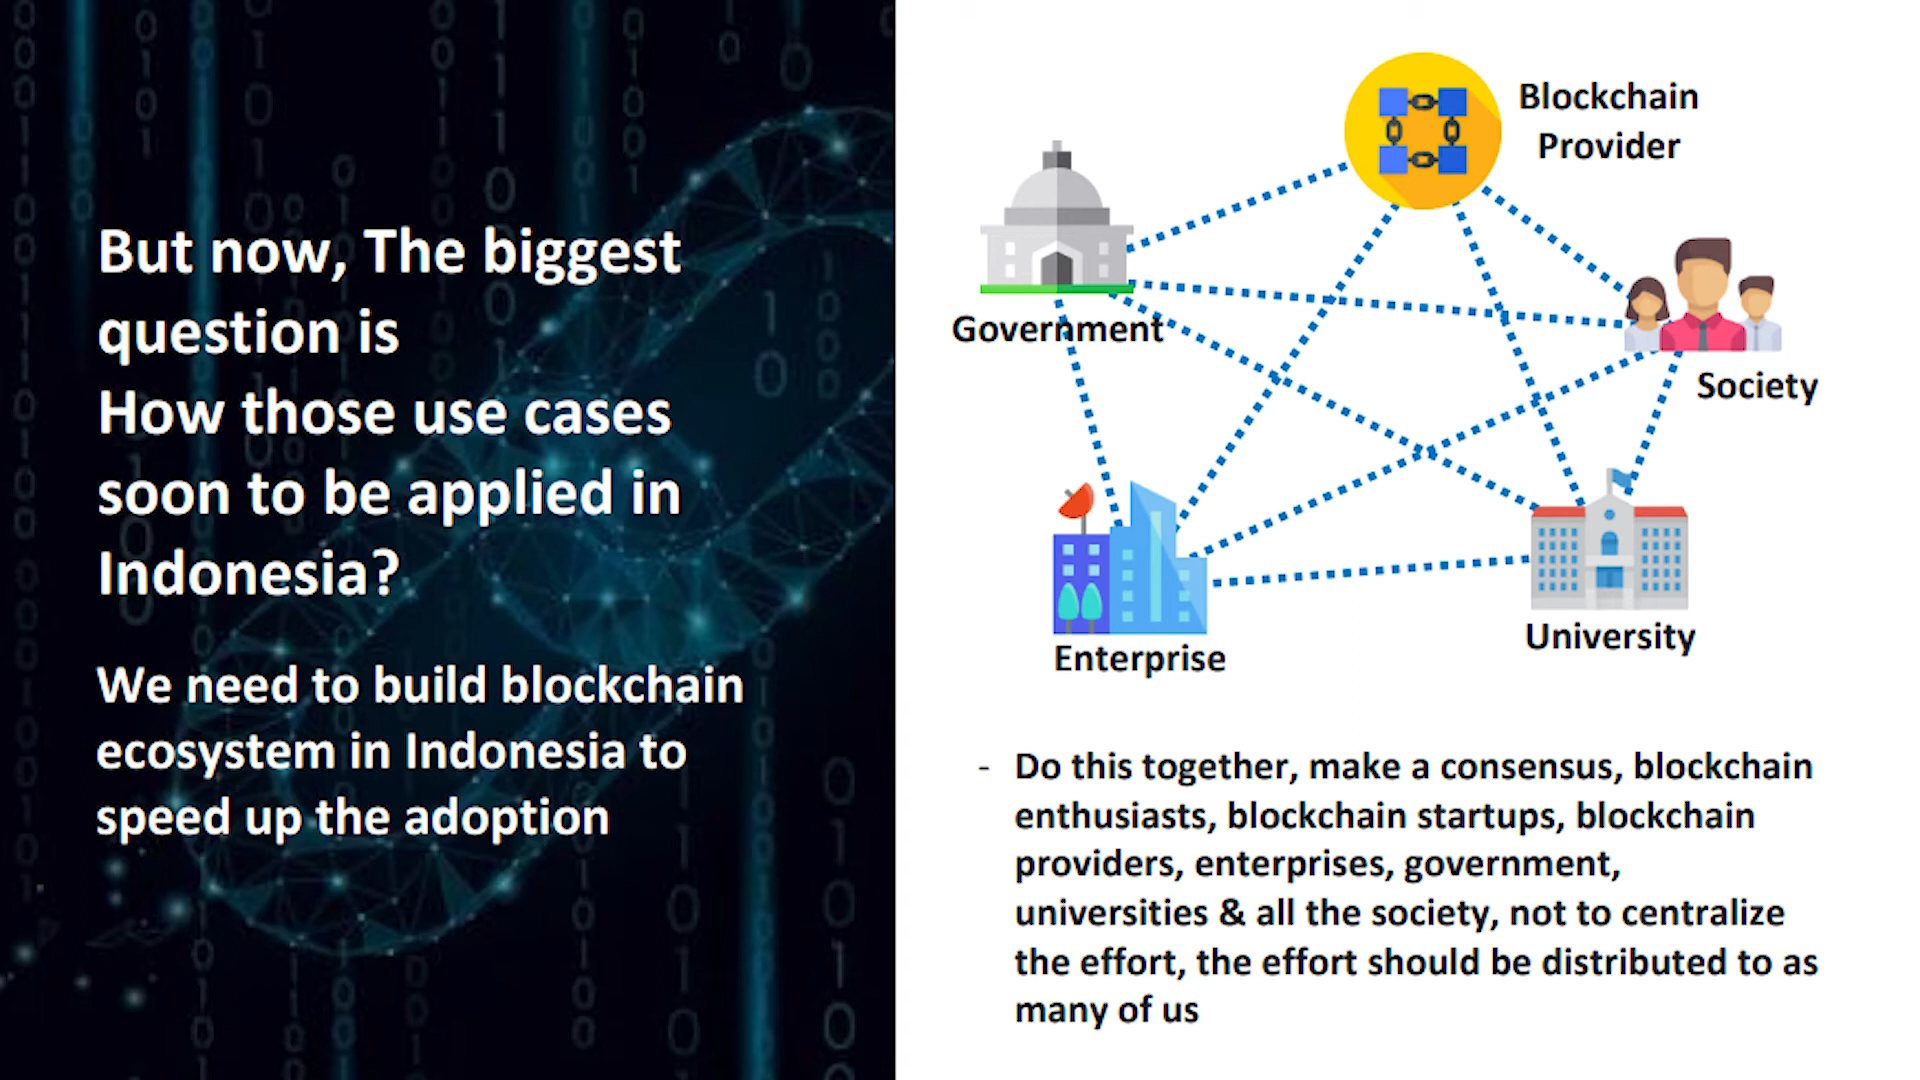 But now, The biggest
question is
How those use cases
soon to be applied in
Indonesia?
We need to build blockchain
ecosystem in Indonesia to
speed up the adoption
Blockchain
Provider
Government
Society
Enterprise
University
- Do this together, make a consensus, blockchain
enthusiasts, blockchain startups, blockchain
providers, enterprises, government,
universities & all the society, not to centralize
the effort, the effort should be distributed to as
many of us